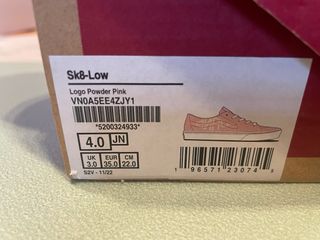 Sk8-Low
Logo Powder Pink
VN0A5EE4ZJY1
*5200324933*
4.0 JN
UK EUR CM
3.0 35.0 22.0
S2V - 11/22
1 96571 23074 5